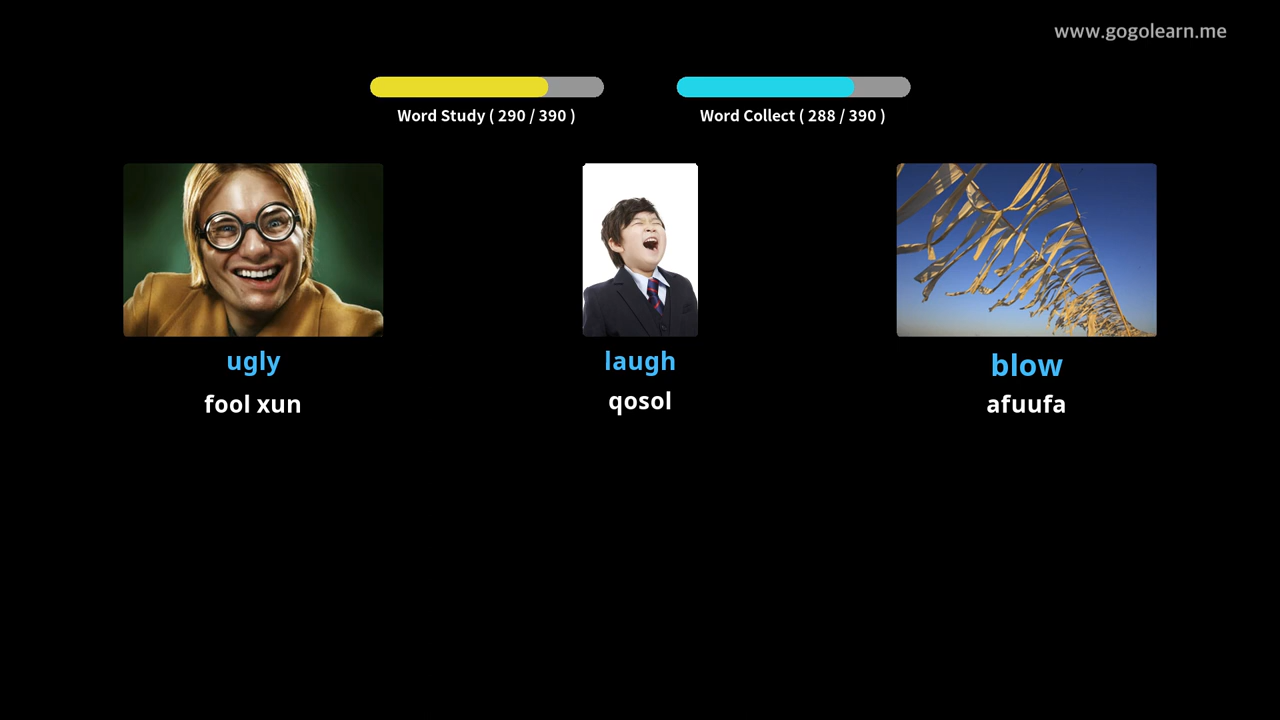 www.gogolearn.me
Word Study ( 290 / 390 )
Word Collect ( 288 / 390 )
ugly
fool xun
laugh
qosol
blow
afuufa